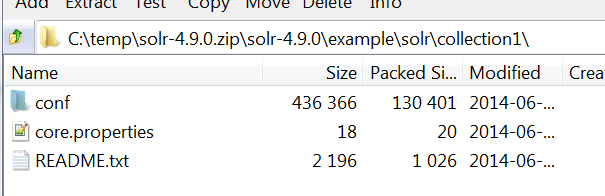 Add Extract Test Copy Move Delete Info
C:\temp\solr-4.9.0.zip\solr-4.9.0\example\solr\collection1\
Name Size Packed Si... Modified Crea
conf 436 366 130 401 2014-06-...
core.properties 18 20 2014-06-...
README.txt 2 196 1 026 2014-06-...